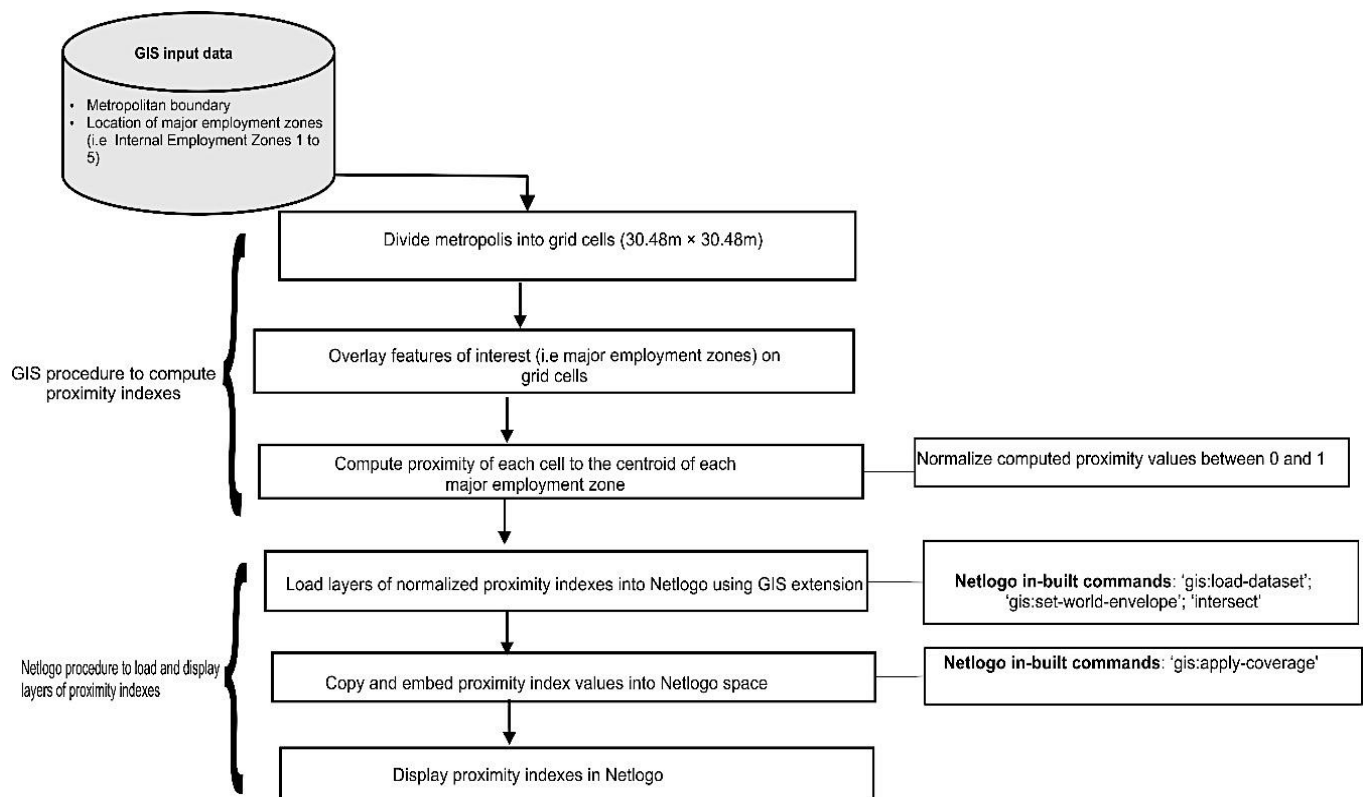 GIS input data
• Metropolitan boundary
• Location of major employment zones
(i.e Internal Employment Zones 1 to
5)
Divide metropolis into grid cells (30.48m × 30.48m)
Overlay features of interest (i.e major employment zones) on
grid cells
GIS procedure to compute
proximity indexes
Compute proximity of each cell to the centroid of each
major employment zone
Normalize computed proximity values between 0 and 1
Load layers of normalized proximity indexes into Netlogo using GIS extension
Netlogo in-built commands: ‘gis:load-dataset’;
‘gis:set-world-envelope’; ‘intersect’
Netlogo procedure to load and display
layers of proximity indexes
Copy and embed proximity index values into Netlogo space
Netlogo in-built commands: ‘gis:apply-coverage’
Display proximity indexes in Netlogo